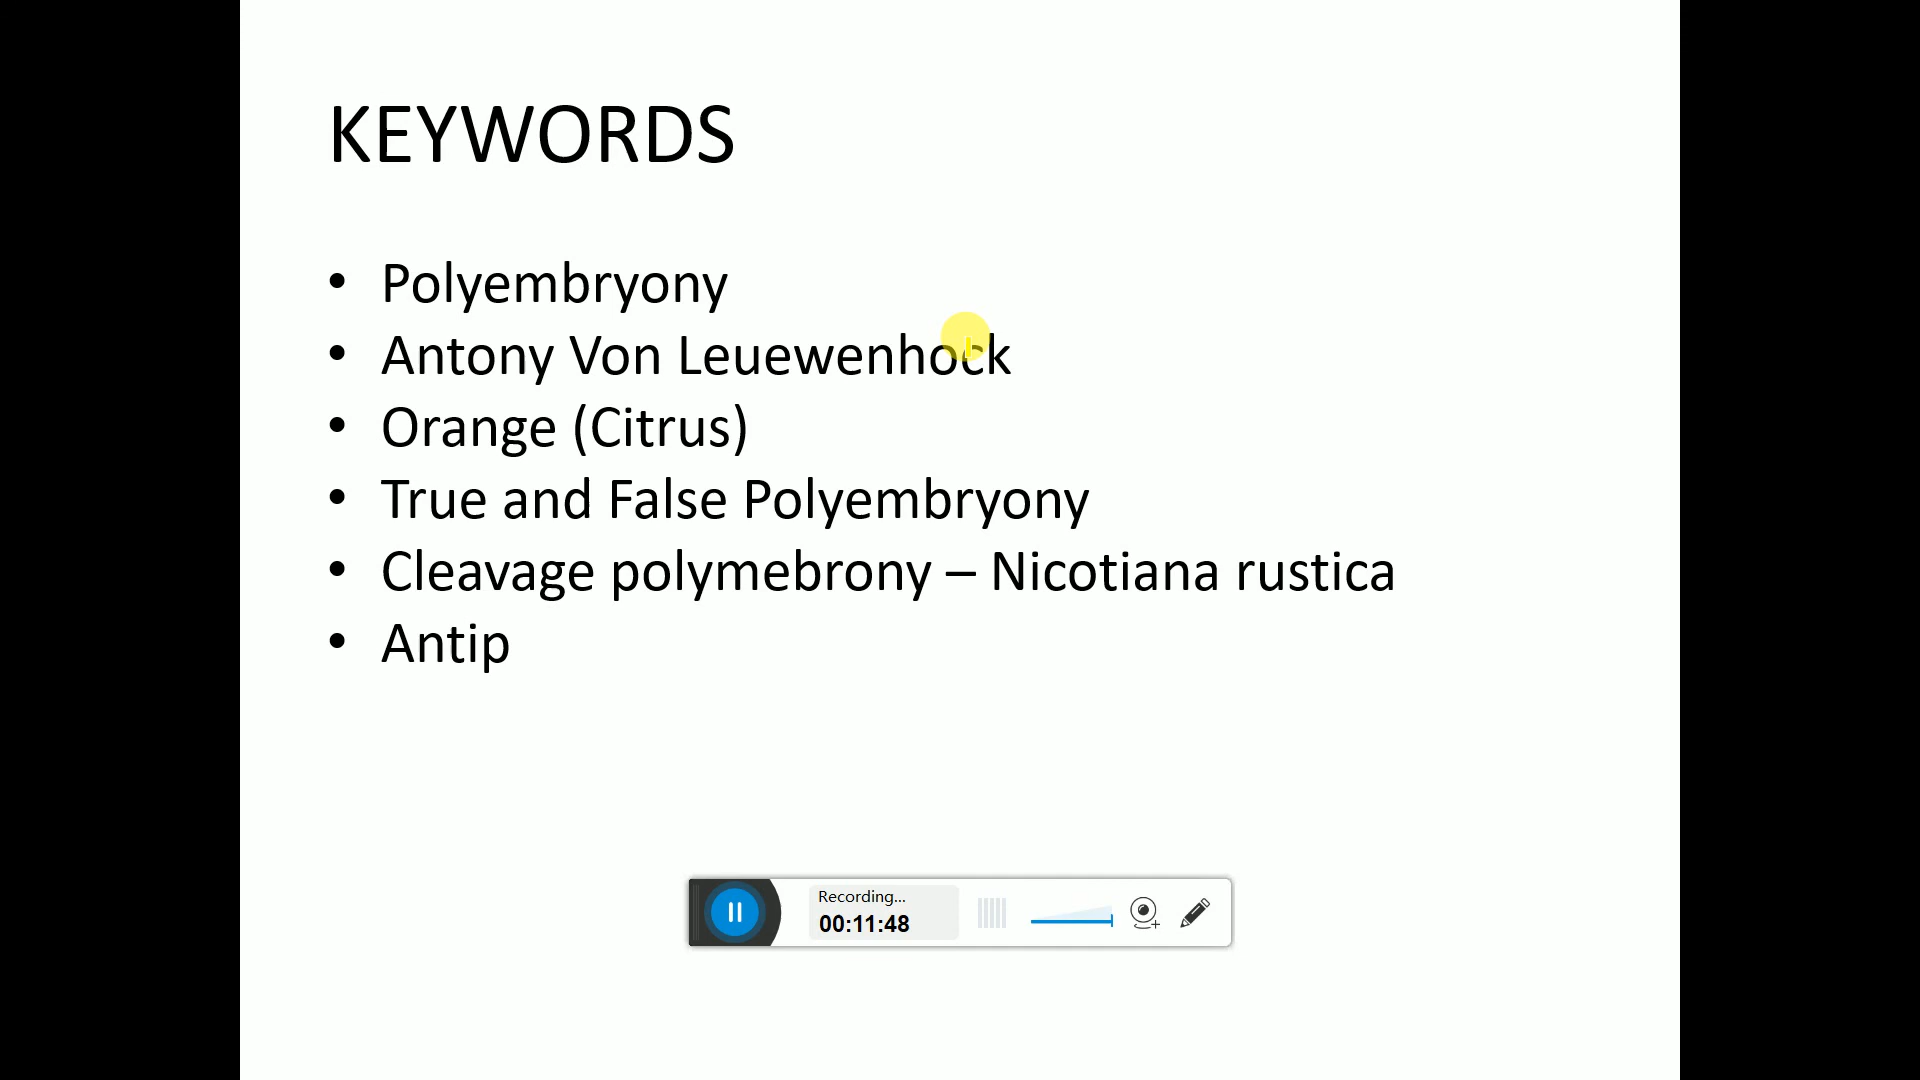 KEYWORDS
• Polyembryony
• Antony Von Leuewenhock
• Orange (Citrus)
• True and False Polyembryony
• Cleavage polymebrony – Nicotiana rustica
• Antip
Recording...
00:11:48